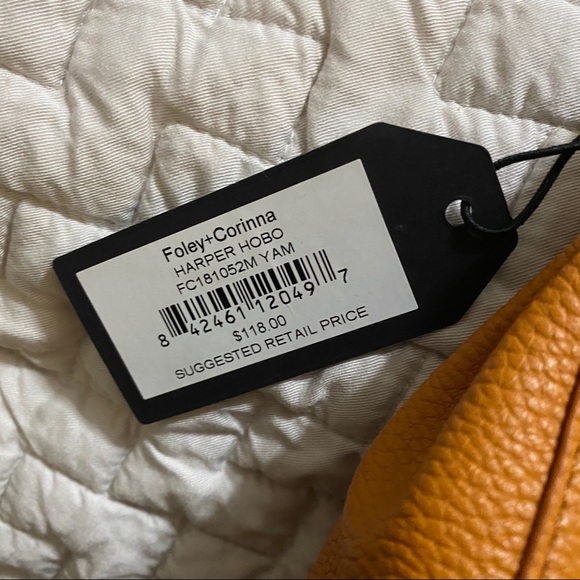 Foley+Corinna
HARPER HOBO
FC181052M YAM
8 42461 12049 7
$118.00
SUGGESTED RETAIL PRICE